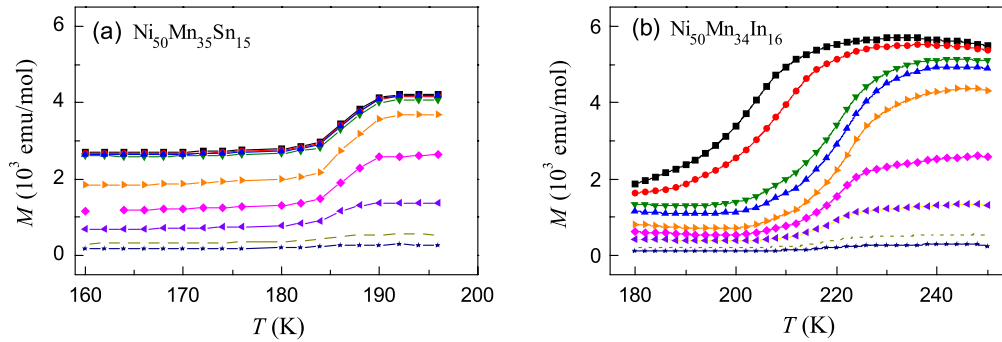 (a) Ni50Mn35Sn15
M (10³ emu/mol)
6
4
2
0
160 170 180 190 200
T (K)
(b) Ni50Mn34In16
M (10³ emu/mol)
6
4
2
0
180 200 220 240
T (K)